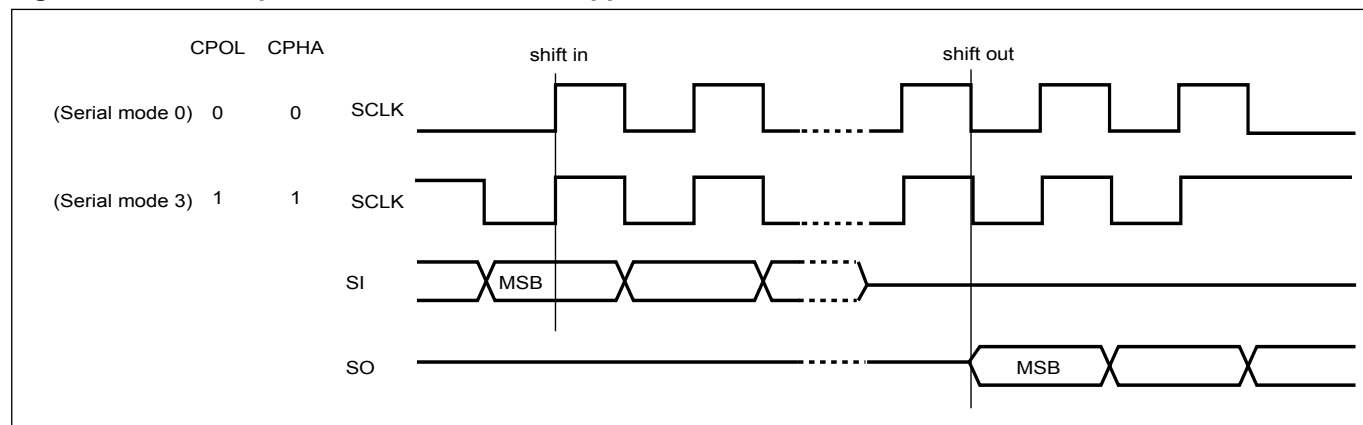 CPOL CPHA
shift in
shift out
(Serial mode 0) 0 0 SCLK
(Serial mode 3) 1 1 SCLK
SI
MSB
SO
MSB